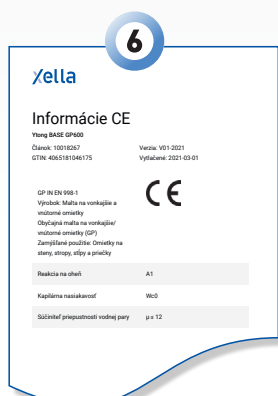 6
xella
Informácie CE
Ytong BASE GP600
Článok: 10018267 Verzia: V01-2021
GTIN: 4065181046175 Vytlačené: 2021-03-01
GP IN EN 998-1
Výrobok: Malta na vonkajšie a
vnútorné omietky
Obyčajná malta na vonkajšie/
vnútorné omietky (GP)
Zamýšľané použitie: Omietky na
steny, stropy, stĺpy a priečky
CE
Reakcia na oheň A1
Kapilárna nasiakavosť Wc0
Súčiniteľ priepustnosti vodnej pary µ ≤ 12